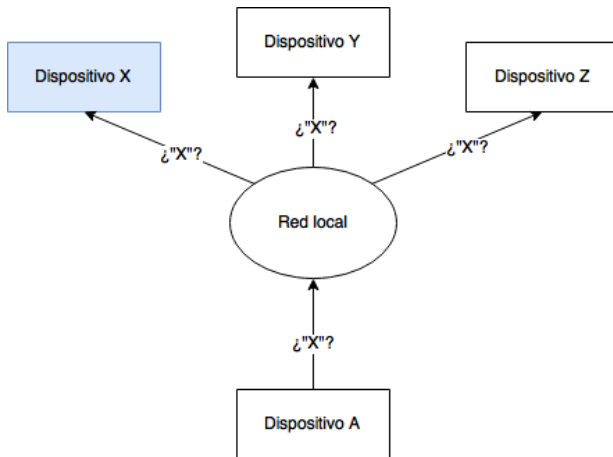 Dispositivo Y
Dispositivo X
Dispositivo Z
¿"X"?
¿"X"?
¿"X"?
Red local
¿"X"?
Dispositivo A